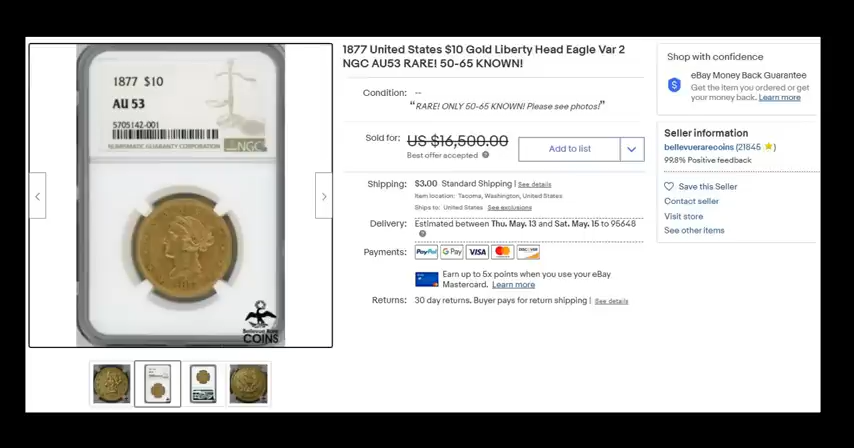 1877 $10
AU 53
5705142-001
NUMISMATIC GUARANTY CORPORATION
NGC
Bellevue Rare
COINS
1877 United States $10 Gold Liberty Head Eagle Var 2
NGC AU53 RARE! 50-65 KNOWN!
Condition: --
“RARE! ONLY 50-65 KNOWN! Please see photos!”
Sold for: US $16,500.00
Best offer accepted
Add to list
Shipping: $3.00 Standard Shipping | See details
Item location: Tacoma, Washington, United States
Ships to: United States See exclusions
Delivery: Estimated between Thu. May. 13 and Sat. May. 15 to 95648
Payments: PayPal G Pay VISA MasterCard DISCOVER
Earn up to 5x points when you use your eBay
Mastercard. Learn more
Returns: 30 day returns. Buyer pays for return shipping | See details
Shop with confidence
eBay Money Back Guarantee
Get the item you ordered or get
your money back. Learn more
Seller information
bellevuerarecoins (21845 )
99.8% Positive feedback
Save this Seller
Contact seller
Visit store
See other items